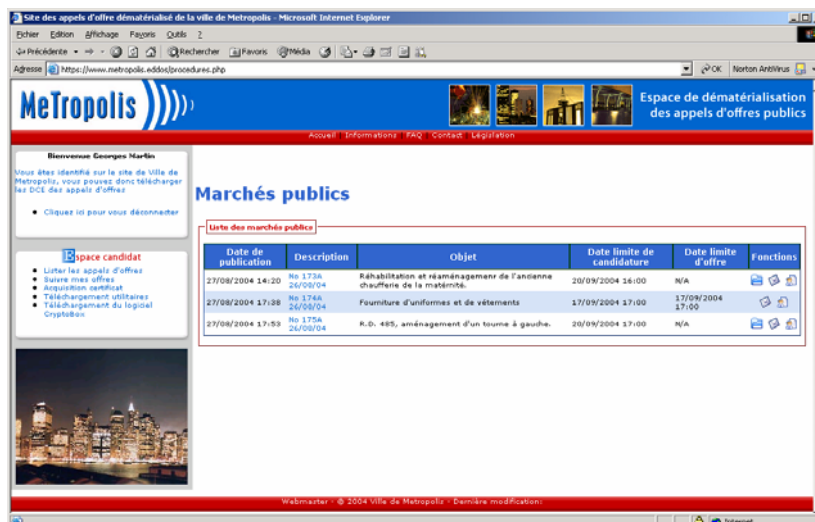 Site des appels d'offre dématérialisé de la ville de Metropolis - Microsoft Internet Explorer
Fichier Edition Affichage Favoris Outils ?
Précédente Rechercher Favoris Média
Adresse https://www.metropolis.eddos/procedures.php OK Norton AntiVirus
MeTropolis
Espace de dématérialisation
des appels d'offres publics
Accueil | Informations | FAQ | Contact | Législation
Bienvenue Georges Martin
Vous êtes identifié sur le site de Ville de
Metropolis, vous pouvez donc télécharger
les DCE des appels d'offres
Cliquez ici pour vous déconnecter
Espace candidat
Lister les appels d'offres
Suivre mes offres
Acquisition certificat
Téléchargement utilitaires
Téléchargement du logiciel
CryptoBox
Marchés publics
Liste des marchés publics
Date de publication Description Objet Date limite de candidature Date limite d'offre Fonctions
27/08/2004 14:20 No 173A 26/08/04 Réhabilitation et réaménagemenr de l'ancienne chaufferie de la matérnité. 20/09/2004 16:00 N/A
27/08/2004 17:38 No 174A 26/08/04 Fourniture d'uniformes et de vétements 17/09/2004 17:00 17/09/2004 17:00
27/08/2004 17:53 No 175A 26/08/04 R.D. 485, aménagement d'un tourne à gauche. 20/09/2004 17:00 N/A
Webmaster - © 2004 Ville de Metropolis - Dernière modification:
Internet